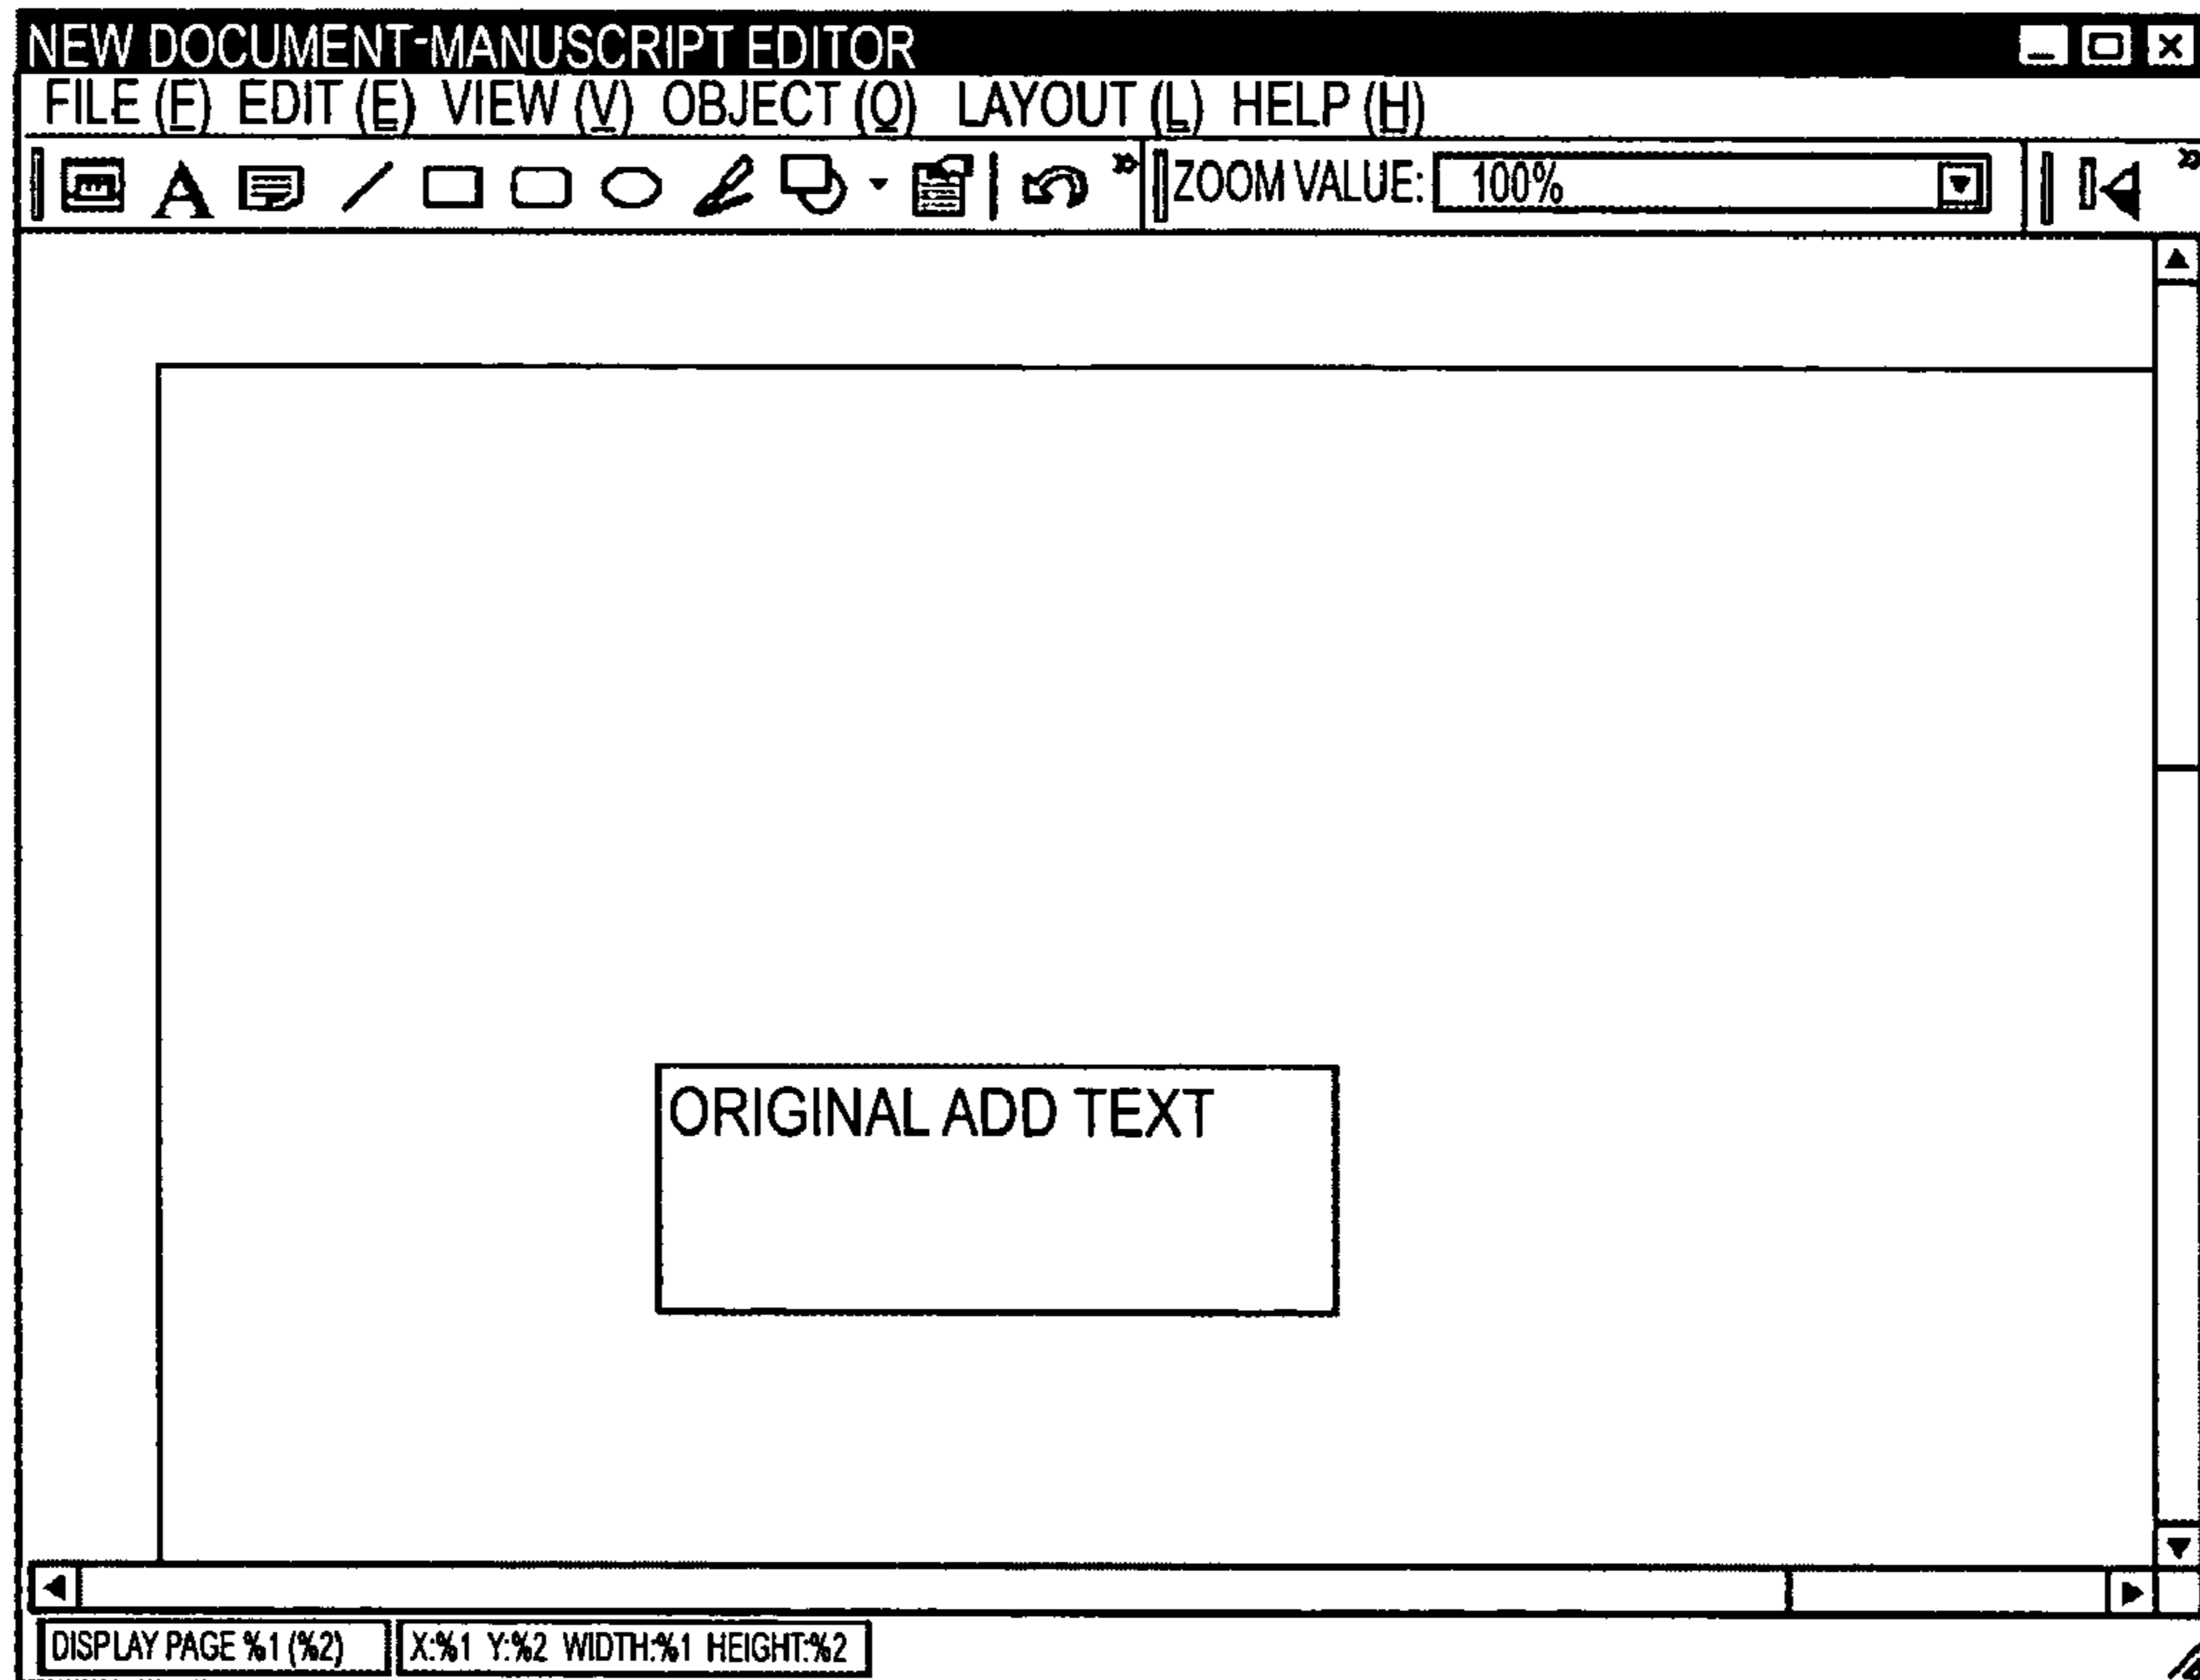 NEW DOCUMENT-MANUSCRIPT EDITOR
FILE (F) EDIT (E) VIEW (V) OBJECT (O) LAYOUT (L) HELP (H)
A » ZOOM VALUE: 100% »
ORIGINAL ADD TEXT
DISPLAY PAGE %1 (%2) X:%1 Y:%2 WIDTH:%1 HEIGHT:%2